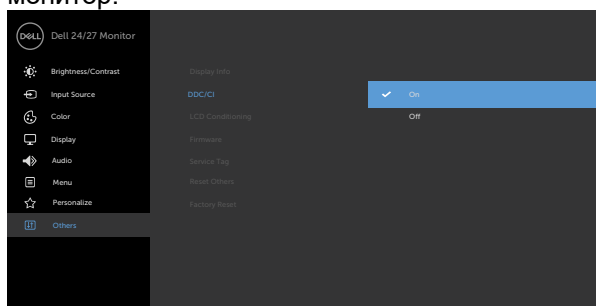 монитор.
DELL Dell 24/27 Monitor
Brightness/Contrast Display Info
Input Source DDC/CI On
Color LCD Conditioning Off
Display Firmware
Audio Service Tag
Menu Reset Others
Personalize Factory Reset
Others